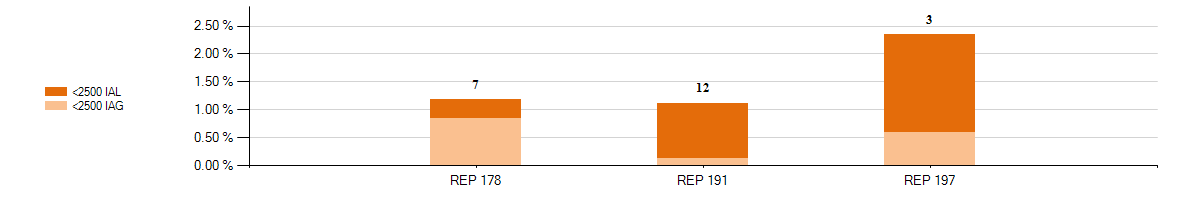 2.50 %
2.00 %
1.50 %
1.00 %
0.50 %
0.00 %
<2500 IAL
<2500 IAG
7
12
3
REP 178
REP 191
REP 197